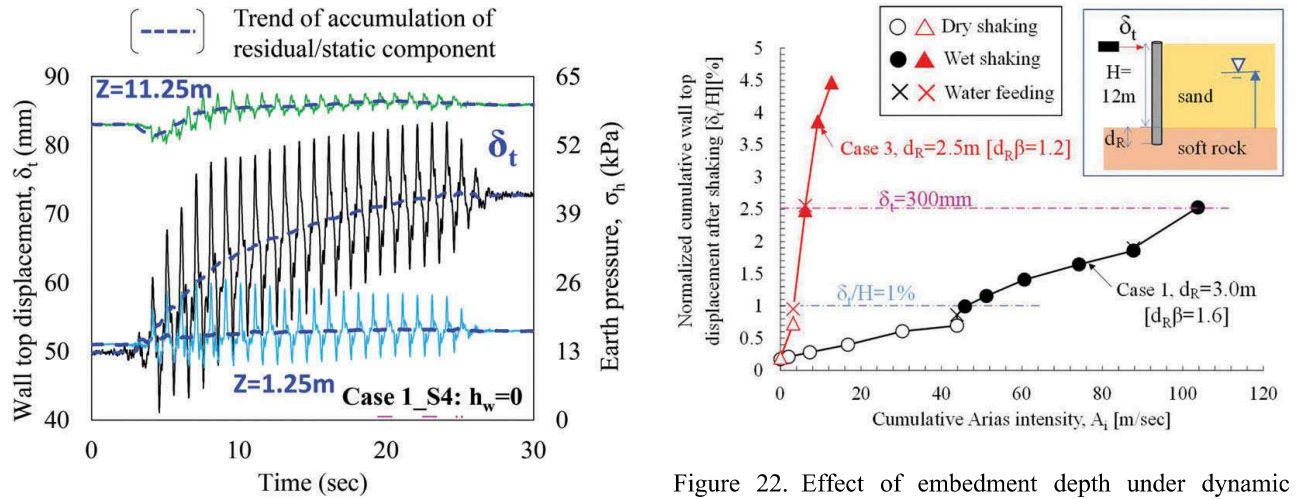 Trend of accumulation of
residual/static component
Wall top displacement, δt (mm)
90
80
70
60
50
40
Z=11.25m
δt
Z=1.25m
Case 1_S4: hw=0
65
52
39
26
13
0
Earth pressure, σh (kPa)
0
5
10
15
20
25
30
Time (sec)
Normalized cumulative wall top
displacement after shaking [δt/H][%]
5
4.5
4
3.5
3
2.5
2
1.5
1
0.5
0
Dry shaking
Wet shaking
Water feeding
δt
H=
12m
sand
dR
soft rock
Case 3, dR=2.5m [dRβ=1.2]
δt=300mm
δt/H=1%
Case 1, dR=3.0m
[dRβ=1.6]
0
20
40
60
80
100
120
Cumulative Arias intensity, Ai [m/sec]
Figure 22. Effect of embedment depth under dynamic